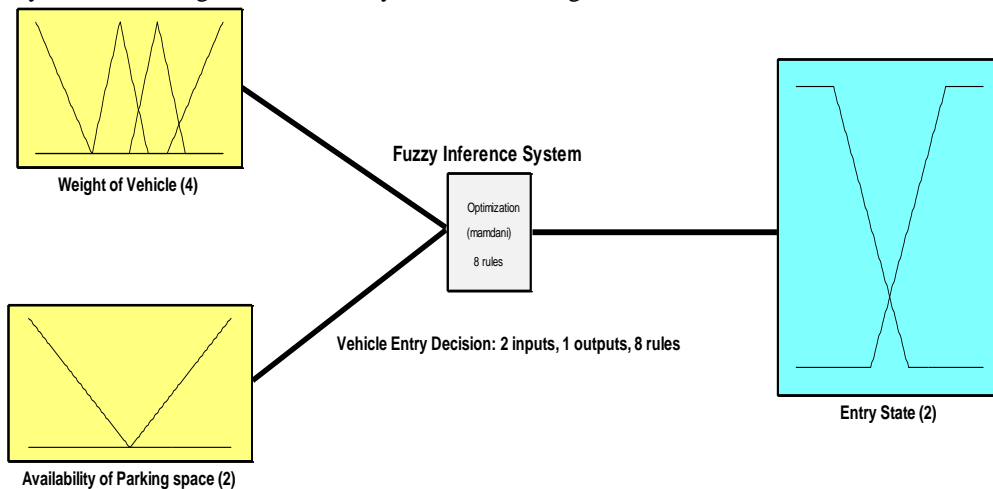 Weight of Vehicle (4)
Fuzzy Inference System
Optimization
(mamdani)
8 rules
Vehicle Entry Decision: 2 inputs, 1 outputs, 8 rules
Entry State (2)
Availability of Parking space (2)